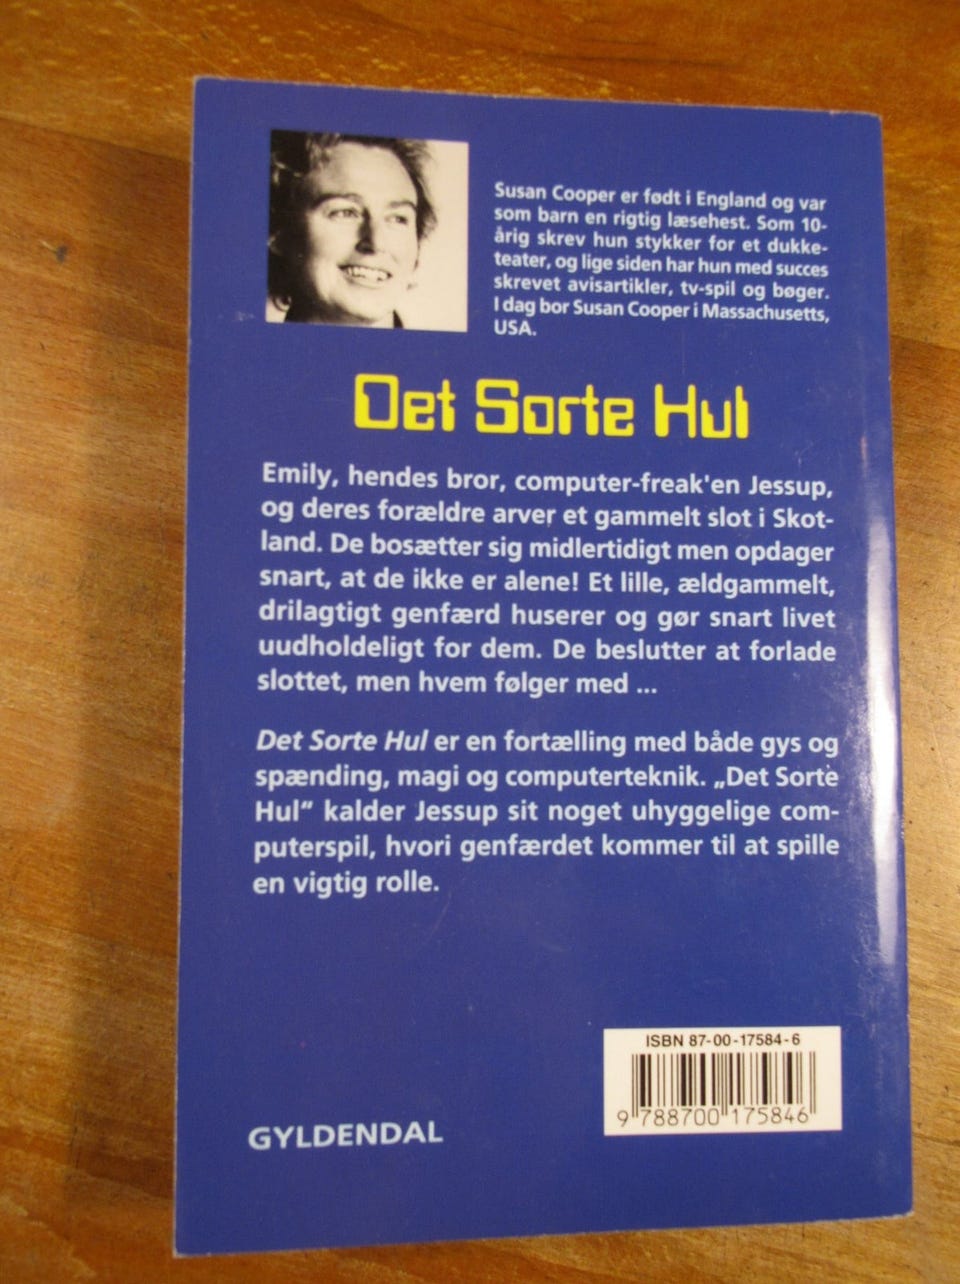 Susan Cooper er født i England og var
som barn en rigtig læsehest. Som 10-
årig skrev hun stykker for et dukke-
teater, og lige siden har hun med succes
skrevet avisartikler, tv-spil og bøger.
I dag bor Susan Cooper i Massachusetts,
USA.
Det Sorte Hul
Emily, hendes bror, computer-freak'en Jessup,
og deres forældre arver et gammelt slot i Skot-
land. De bosætter sig midlertidigt men opdager
snart, at de ikke er alene! Et lille, ældgammelt,
drilagtigt genfærd huserer og gør snart livet
uudholdeligt for dem. De beslutter at forlade
slottet, men hvem følger med ...
Det Sorte Hul er en fortælling med både gys og
spænding, magi og computerteknik. „Det Sorte
Hul“ kalder Jessup sit noget uhyggelige com-
puterspil, hvori genfærdet kommer til at spille
en vigtig rolle.
ISBN 87-00-17584-6
9 788700 175846
GYLDENDAL